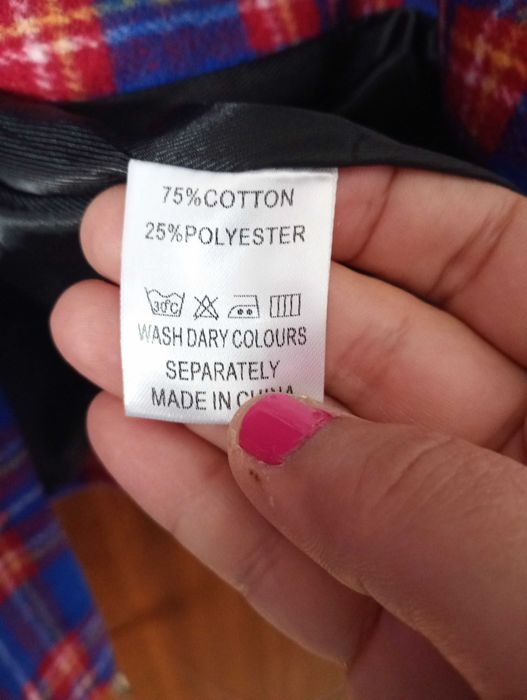 75%COTTON
25%POLYESTER
30°C
WASH DARY COLOURS
SEPARATELY
MADE IN CHINA